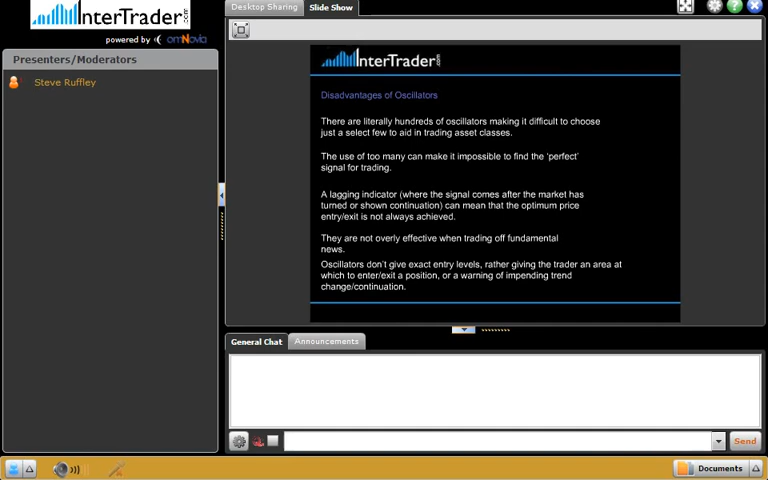 InterTrader.com
powered by omNovia
Presenters/Moderators
Steve Ruffley
Desktop Sharing
Slide Show
InterTrader.com
Disadvantages of Oscillators
There are literally hundreds of oscillators making it difficult to choose
just a select few to aid in trading asset classes.
The use of too many can make it impossible to find the 'perfect'
signal for trading.
A lagging indicator (where the signal comes after the market has
turned or shown continuation) can mean that the optimum price
entry/exit is not always achieved.
They are not overly effective when trading off fundamental
news.
Oscillators don't give exact entry levels, rather giving the trader an area at
which to enter/exit a position, or a warning of impending trend
change/continuation.
General Chat
Announcements
Send
Documents